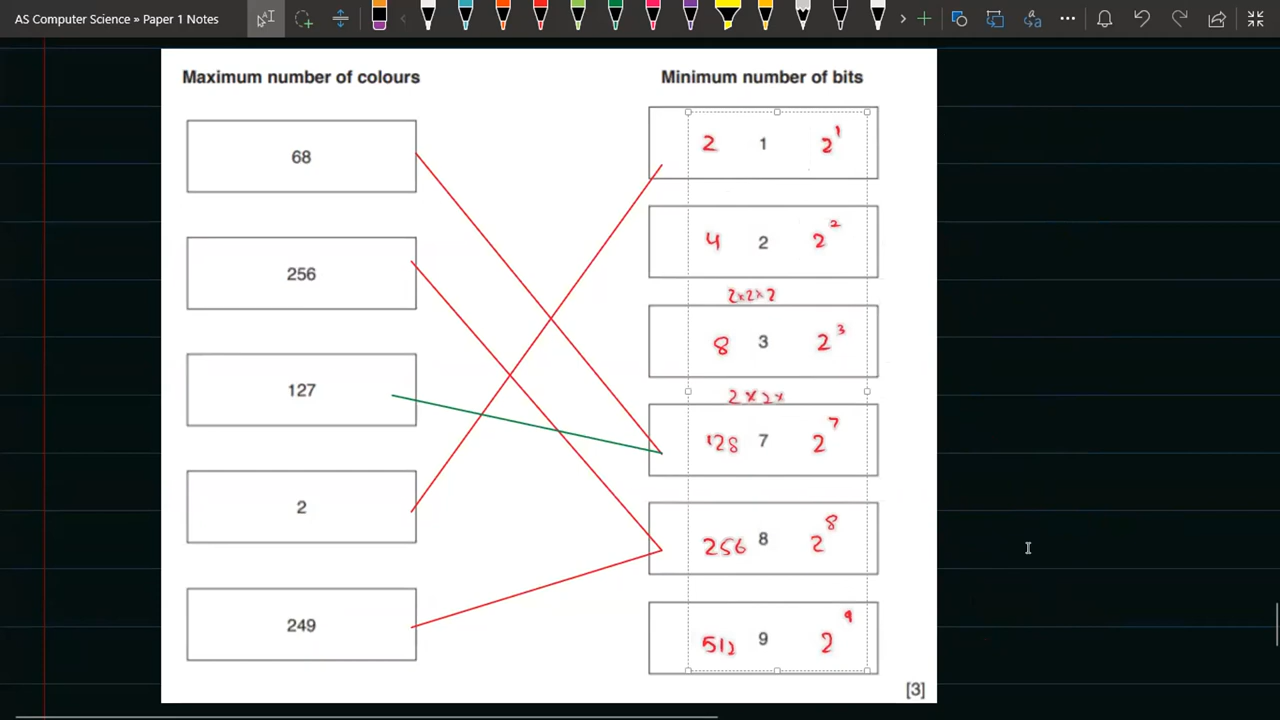 AS Computer Science » Paper 1 Notes
Maximum number of colours
Minimum number of bits
68
256
127
2
249
2 1 2¹
4 2 2²
2×2×2
8 3 2³
2×2×
128 7 2⁷
256 8 2⁸
512 9 2⁹
[3]